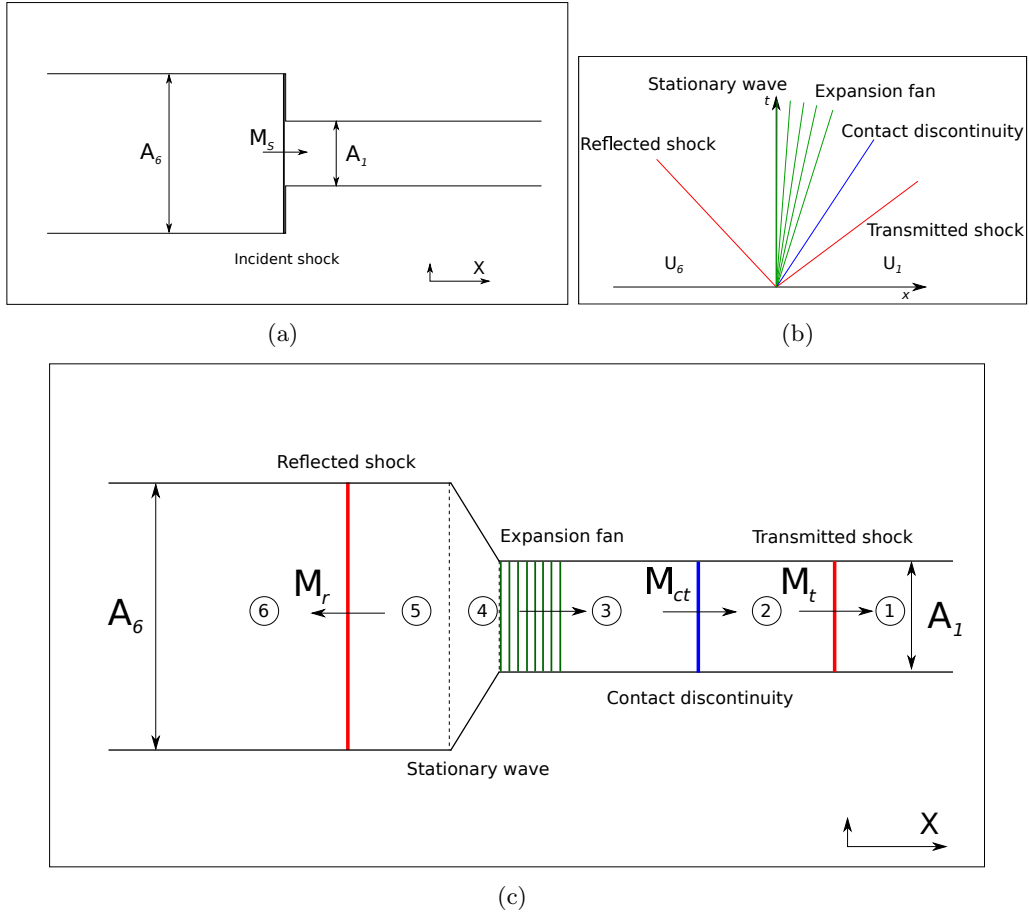 A6
Ms
A1
Incident shock
X
(a)
Stationary wave
t
Expansion fan
Contact discontinuity
Reflected shock
Transmitted shock
U6
U1
x
(b)
Reflected shock
Expansion fan
Transmitted shock
Mr
Mct
Mt
A6
6
5
4
3
2
1
A1
Contact discontinuity
Stationary wave
X
(c)